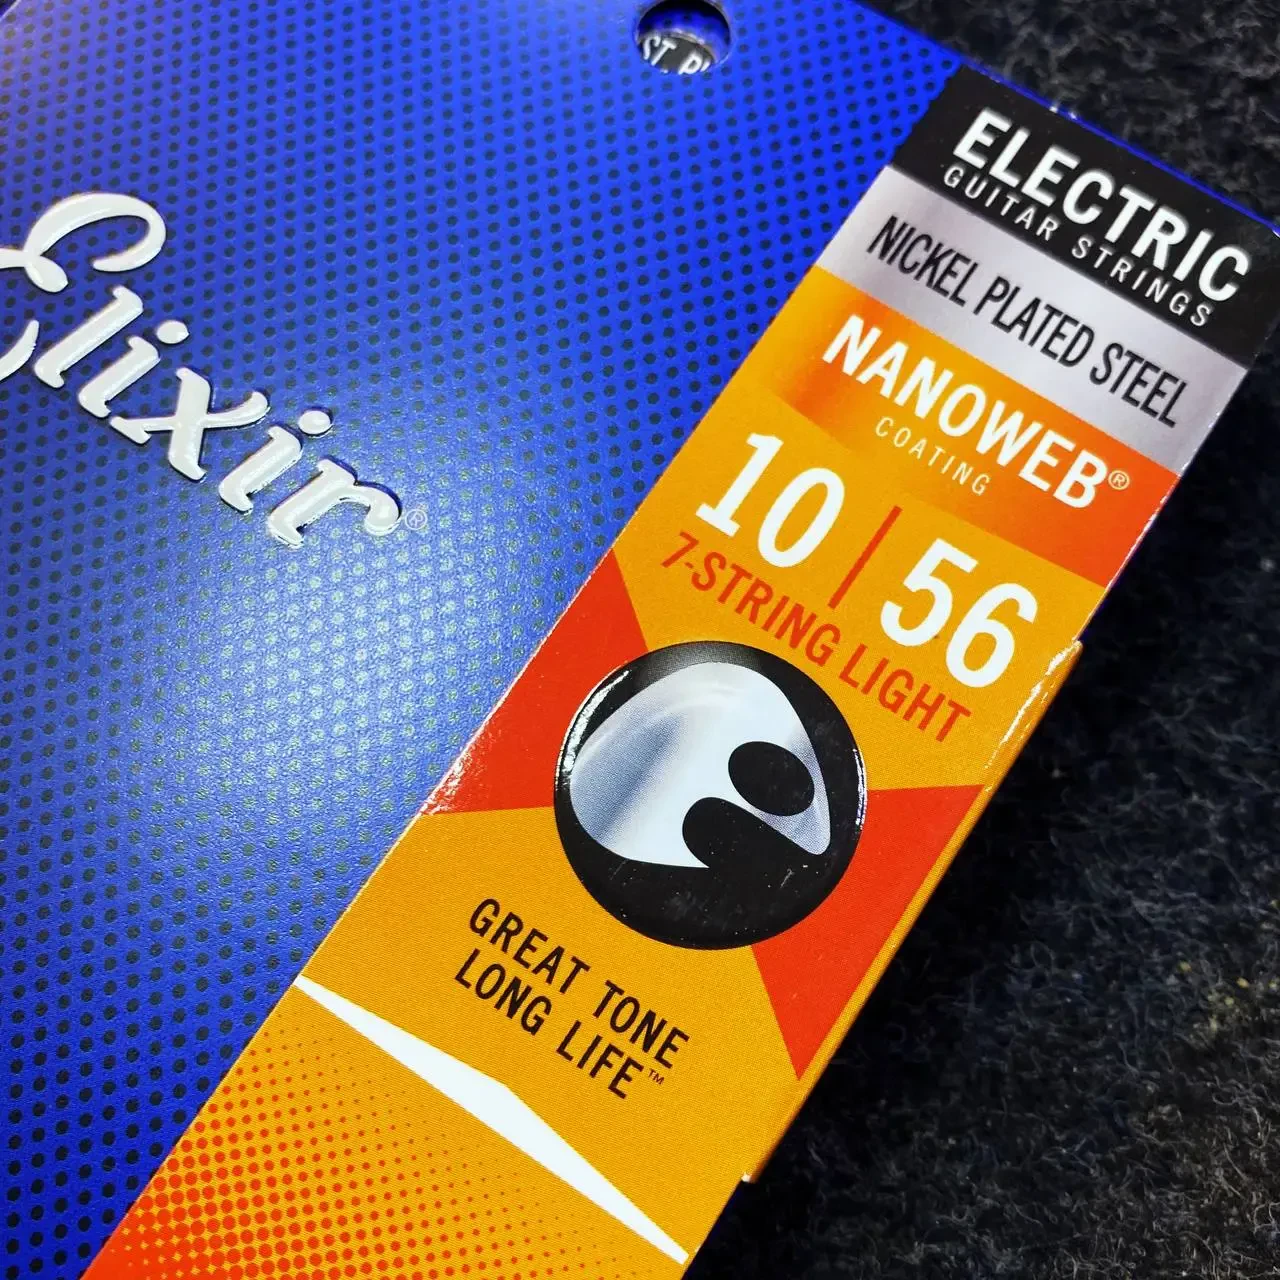 Elixir®
ELECTRIC
GUITAR STRINGS
NICKEL PLATED STEEL
NANOWEB®
COATING
10 | 56
7-STRING LIGHT
GREAT TONE
LONG LIFE™